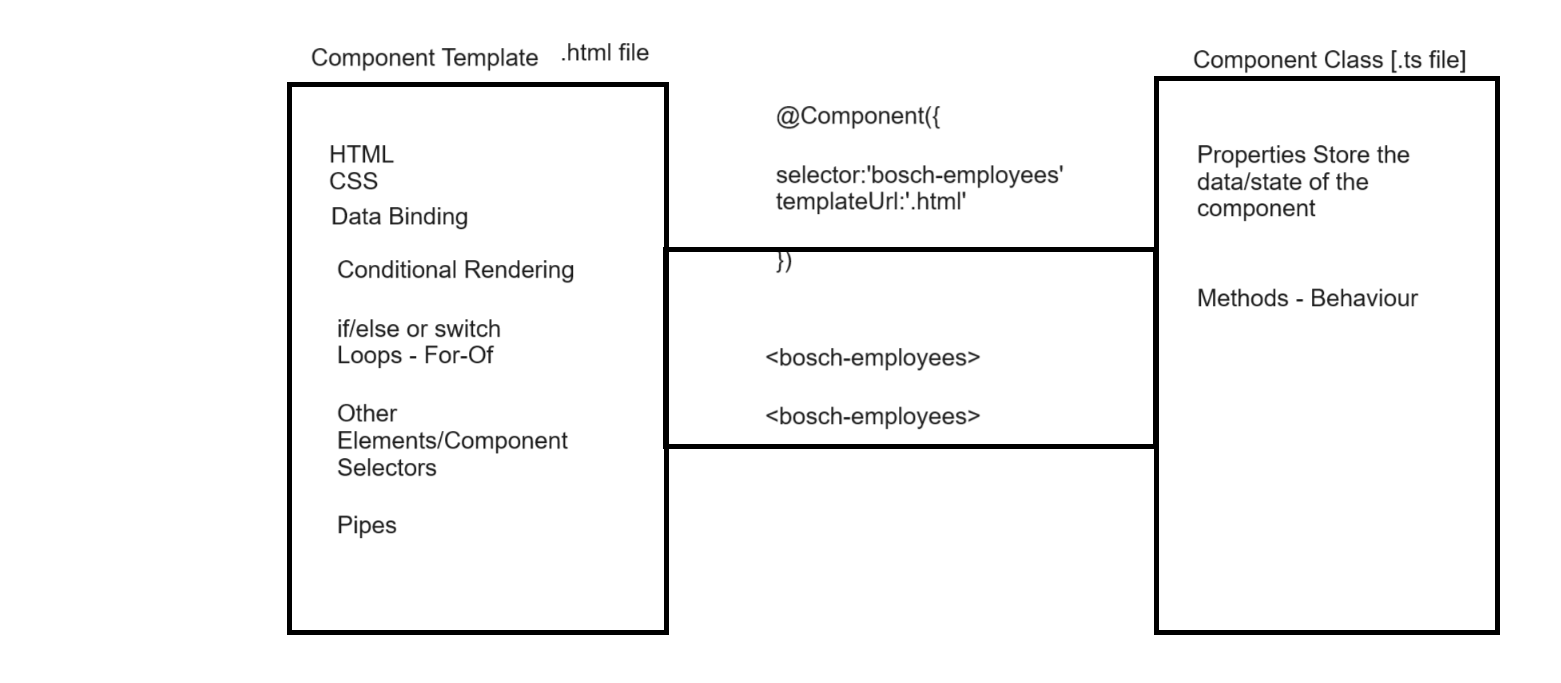 Component Template .html file
HTML
CSS
Data Binding
Conditional Rendering
if/else or switch
Loops - For-Of
Other
Elements/Component
Selectors
Pipes
@Component({
selector:'bosch-employees'
templateUrl:'.html'
})
<bosch-employees>
<bosch-employees>
Component Class [.ts file]
Properties Store the
data/state of the
component
Methods - Behaviour